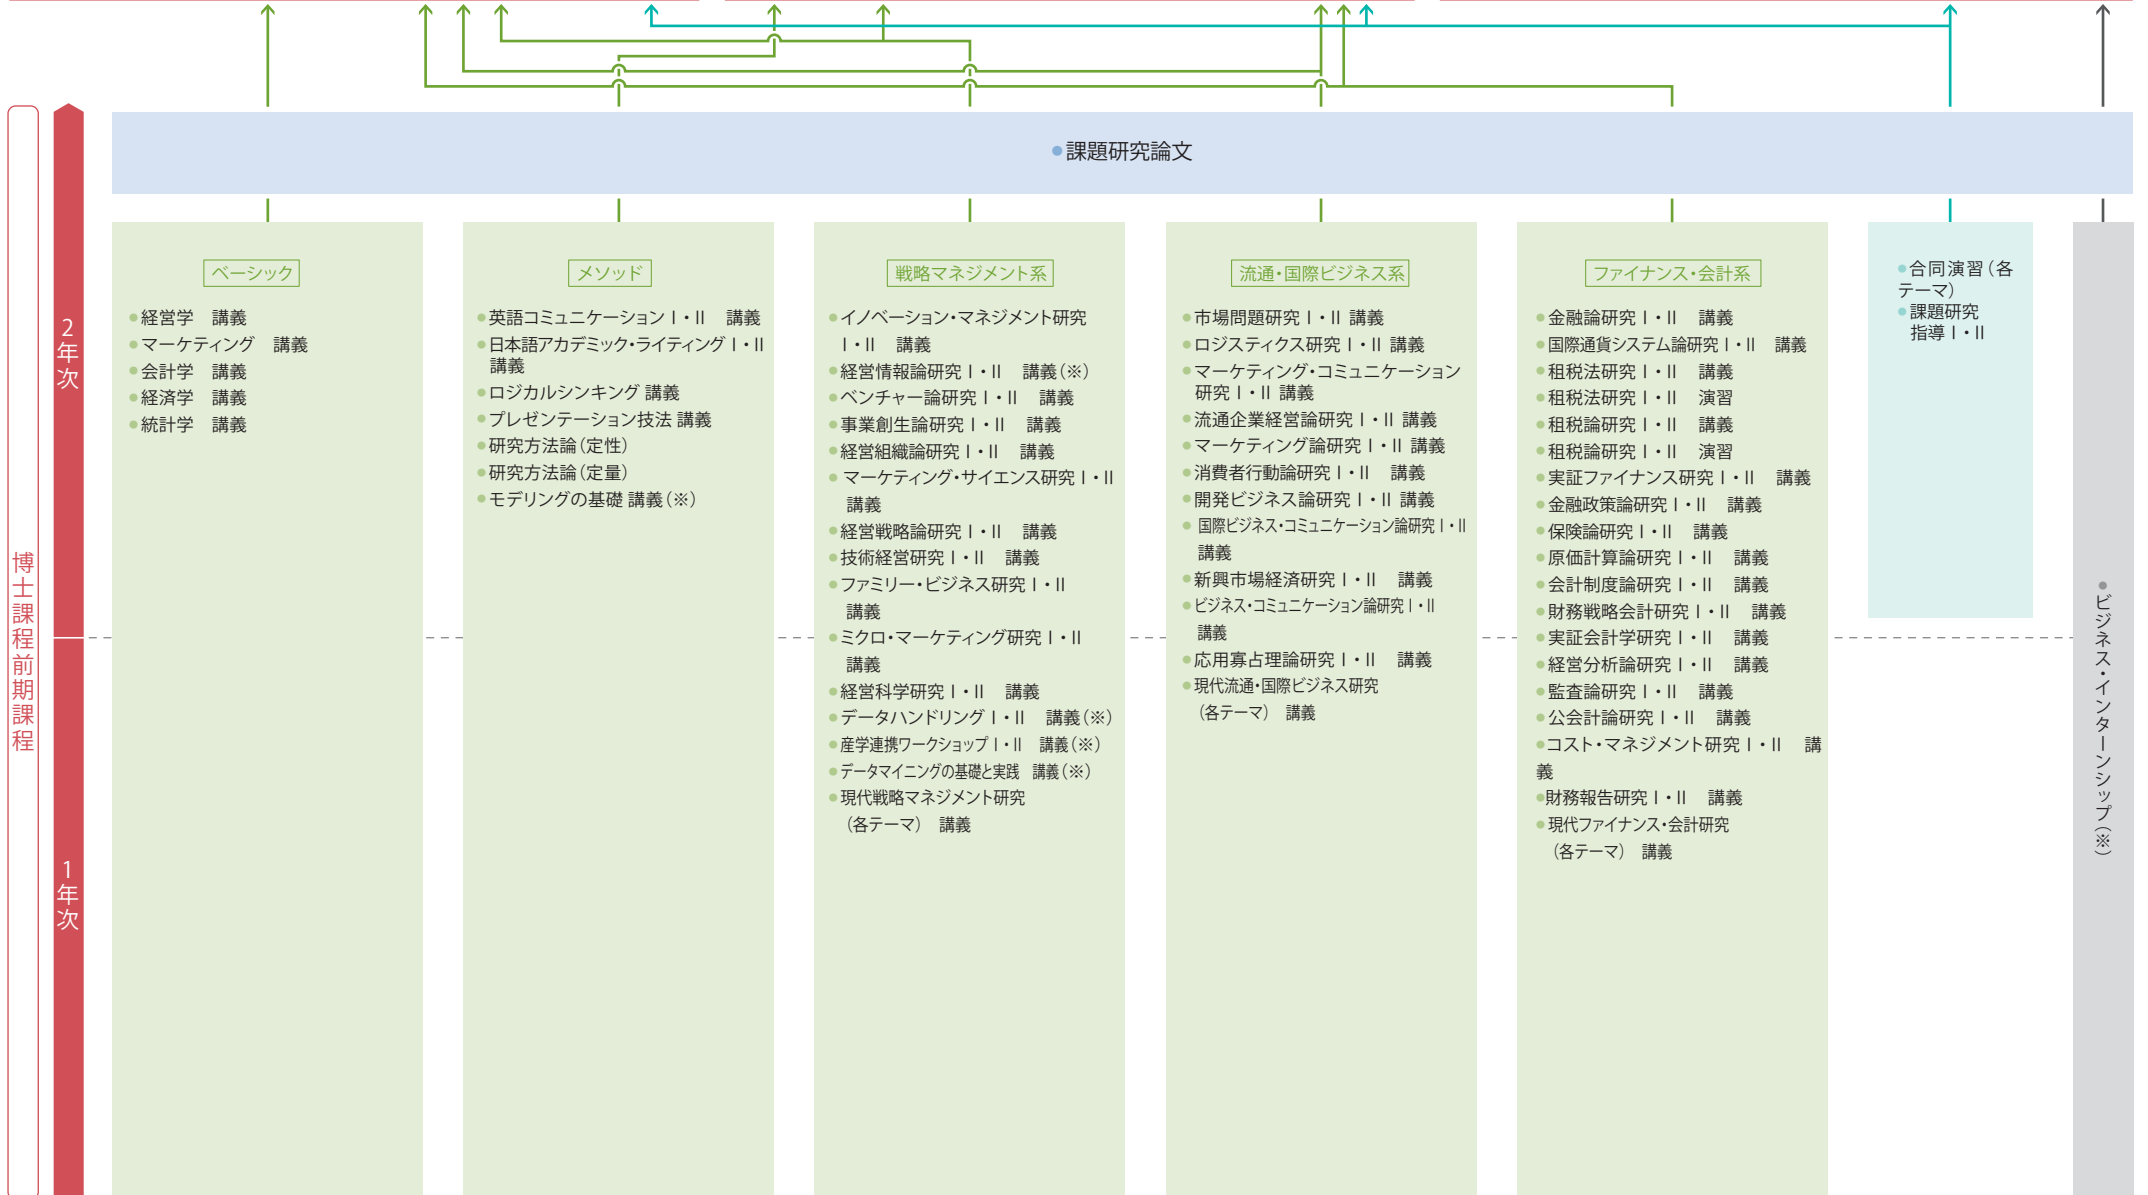 ●課題研究論文
博士課程前期課程
2年次
1年次
ベーシック
●経営学　講義
●マーケティング　講義
●会計学　講義
●経済学　講義
●統計学　講義
メソッド
●英語コミュニケーションⅠ・Ⅱ　講義
●日本語アカデミック・ライティングⅠ・Ⅱ
講義
●ロジカルシンキング 講義
●プレゼンテーション技法 講義
●研究方法論（定性）
●研究方法論（定量）
●モデリングの基礎 講義（※）
戦略マネジメント系
●イノベーション・マネジメント研究
Ⅰ・Ⅱ　講義
●経営情報論研究Ⅰ・Ⅱ　講義（※）
●ベンチャー論研究Ⅰ・Ⅱ　講義
●事業創生論研究Ⅰ・Ⅱ　講義
●経営組織論研究Ⅰ・Ⅱ　講義
●マーケティング・サイエンス研究Ⅰ・Ⅱ
講義
●経営戦略論研究Ⅰ・Ⅱ　講義
●技術経営研究Ⅰ・Ⅱ　講義
●ファミリー・ビジネス研究Ⅰ・Ⅱ
講義
●ミクロ・マーケティング研究Ⅰ・Ⅱ
講義
●経営科学研究Ⅰ・Ⅱ　講義
●データハンドリングⅠ・Ⅱ　講義（※）
●産学連携ワークショップⅠ・Ⅱ　講義（※）
●データマイニングの基礎と実践　講義（※）
●現代戦略マネジメント研究
（各テーマ）　講義
流通・国際ビジネス系
●市場問題研究Ⅰ・Ⅱ 講義
●ロジスティクス研究Ⅰ・Ⅱ 講義
●マーケティング・コミュニケーション
研究Ⅰ・Ⅱ 講義
●流通企業経営論研究Ⅰ・Ⅱ 講義
●マーケティング論研究Ⅰ・Ⅱ 講義
●消費者行動論研究Ⅰ・Ⅱ　講義
●開発ビジネス論研究Ⅰ・Ⅱ 講義
●国際ビジネス・コミュニケーション論研究Ⅰ・Ⅱ
講義
●新興市場経済研究Ⅰ・Ⅱ　講義
●ビジネス・コミュニケーション論研究Ⅰ・Ⅱ
講義
●応用寡占理論研究Ⅰ・Ⅱ　講義
●現代流通・国際ビジネス研究
（各テーマ）　講義
ファイナンス・会計系
●金融論研究Ⅰ・Ⅱ　講義
●国際通貨システム論研究Ⅰ・Ⅱ　講義
●租税法研究Ⅰ・Ⅱ　講義
●租税法研究Ⅰ・Ⅱ　演習
●租税論研究Ⅰ・Ⅱ　講義
●租税論研究Ⅰ・Ⅱ　演習
●実証ファイナンス研究Ⅰ・Ⅱ　講義
●金融政策論研究Ⅰ・Ⅱ　講義
●保険論研究Ⅰ・Ⅱ　講義
●原価計算論研究Ⅰ・Ⅱ　講義
●会計制度論研究Ⅰ・Ⅱ　講義
●財務戦略会計研究Ⅰ・Ⅱ　講義
●実証会計学研究Ⅰ・Ⅱ　講義
●経営分析論研究Ⅰ・Ⅱ　講義
●監査論研究Ⅰ・Ⅱ　講義
●公会計論研究Ⅰ・Ⅱ　講義
●コスト・マネジメント研究Ⅰ・Ⅱ　講
義
●財務報告研究Ⅰ・Ⅱ　講義
●現代ファイナンス・会計研究
（各テーマ）　講義
●合同演習（各
テーマ）
●課題研究
指導Ⅰ・Ⅱ
●ビジネス・インターンシップ（※）